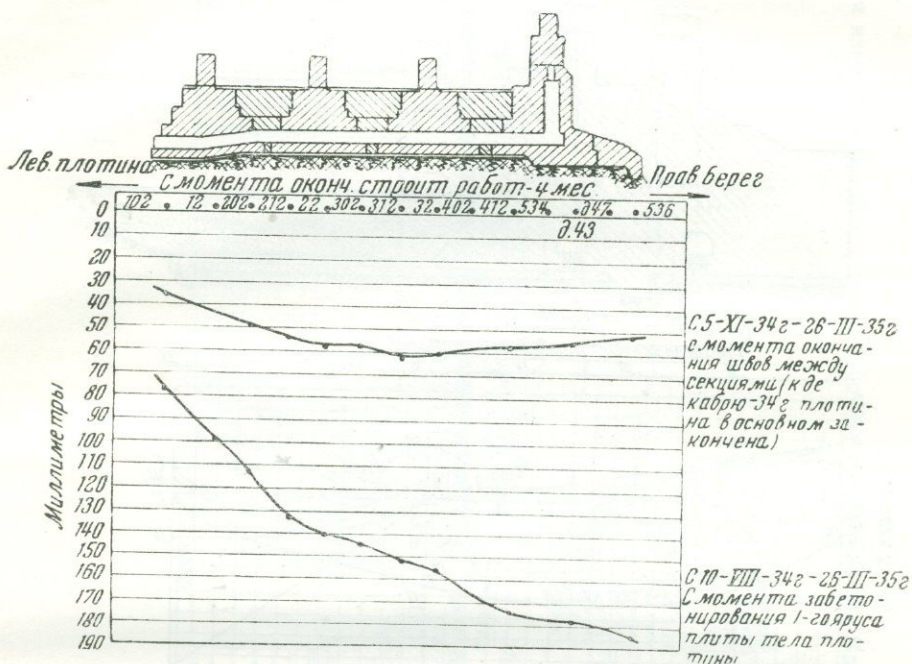 Лев. плотина
Прав берег
С момента оконч. строит работ-4 мес.
102 12 202 212 22 302 312 32 402 412 534 д47 536
д.43
0
10
20
30
40
50
60
70
80
90
100
110
120
130
140
150
160
170
180
190
Миллиметры
С 5-XI-34г-26-III-35г
с момента оконча-
ния швов между
секциями (к де
кабрю-34г плоти-
на в основном за-
кончена)
С 10-VIII-34г-26-III-35г
С момента забето-
нирования 1-го яруса
плиты тела пло-
тины